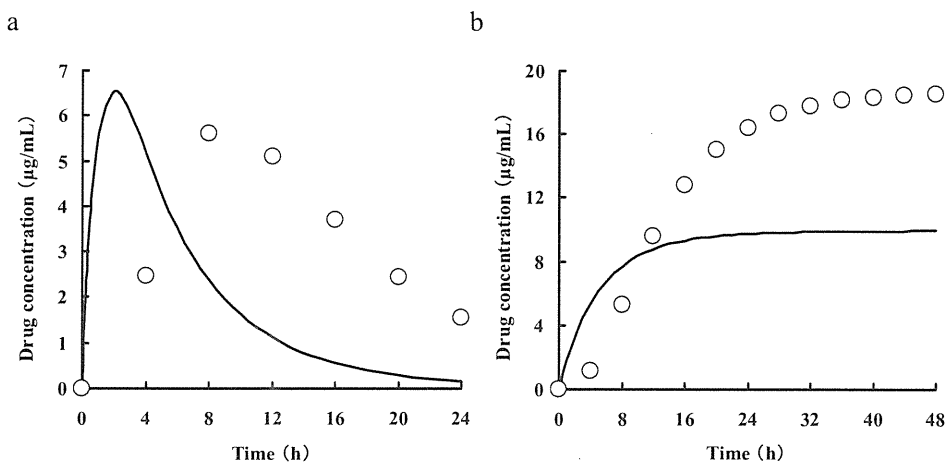 a
b
7
6
5
4
3
2
1
0
Drug concentration (μg/mL)
0 4 8 12 16 20 24
Time (h)
20
16
12
8
4
0
Drug concentration (μg/mL)
0 8 16 24 32 40 48
Time (h)